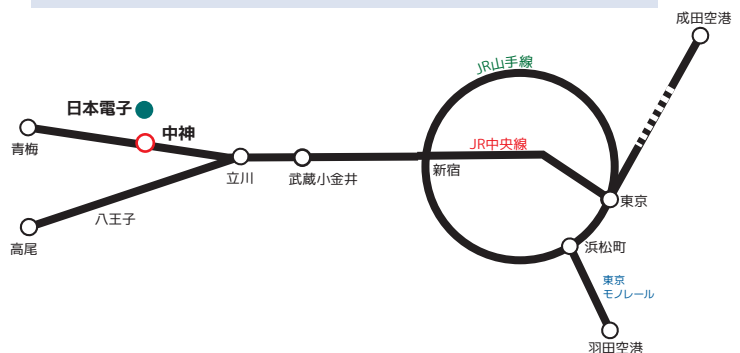 成田空港
JR山手線
日本電子
中神
JR中央線
青梅
立川
武蔵小金井
新宿
東京
八王子
高尾
浜松町
東京
モノレール
羽田空港